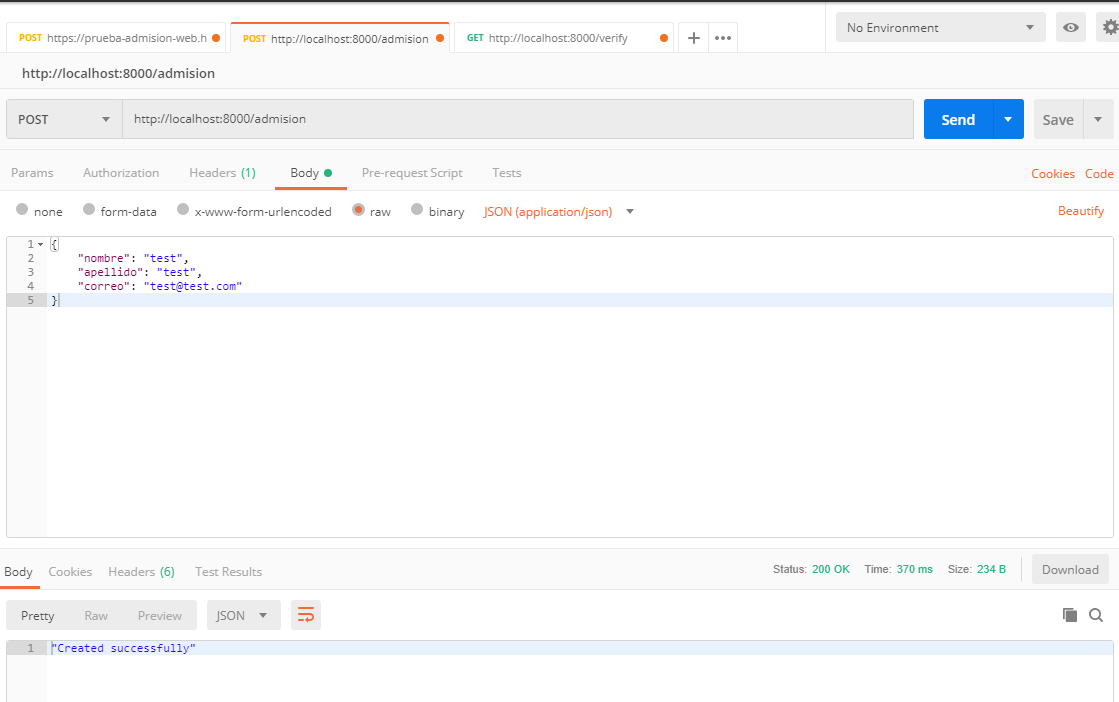 POST https://prueba-admision-web.h POST http://localhost:8000/admision GET http://localhost:8000/verify No Environment
http://localhost:8000/admision
POST http://localhost:8000/admision Send Save
Params Authorization Headers (1) Body Pre-request Script Tests Cookies Code
none form-data x-www-form-urlencoded raw binary JSON (application/json) Beautify
1 {
2 "nombre": "test",
3 "apellido": "test",
4 "correo": "test@test.com"
5 }
Body Cookies Headers (6) Test Results Status: 200 OK Time: 370 ms Size: 234 B Download
Pretty Raw Preview JSON
1 "Created successfully"